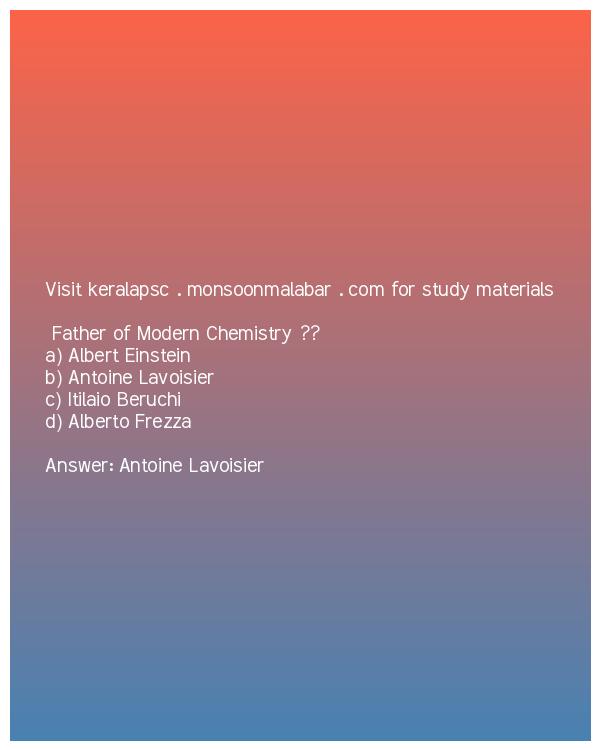 Visit keralapsc . monsoonmalabar . com for study materials
Father of Modern Chemistry ??
a) Albert Einstein
b) Antoine Lavoisier
c) Itilaio Beruchi
d) Alberto Frezza
Answer: Antoine Lavoisier